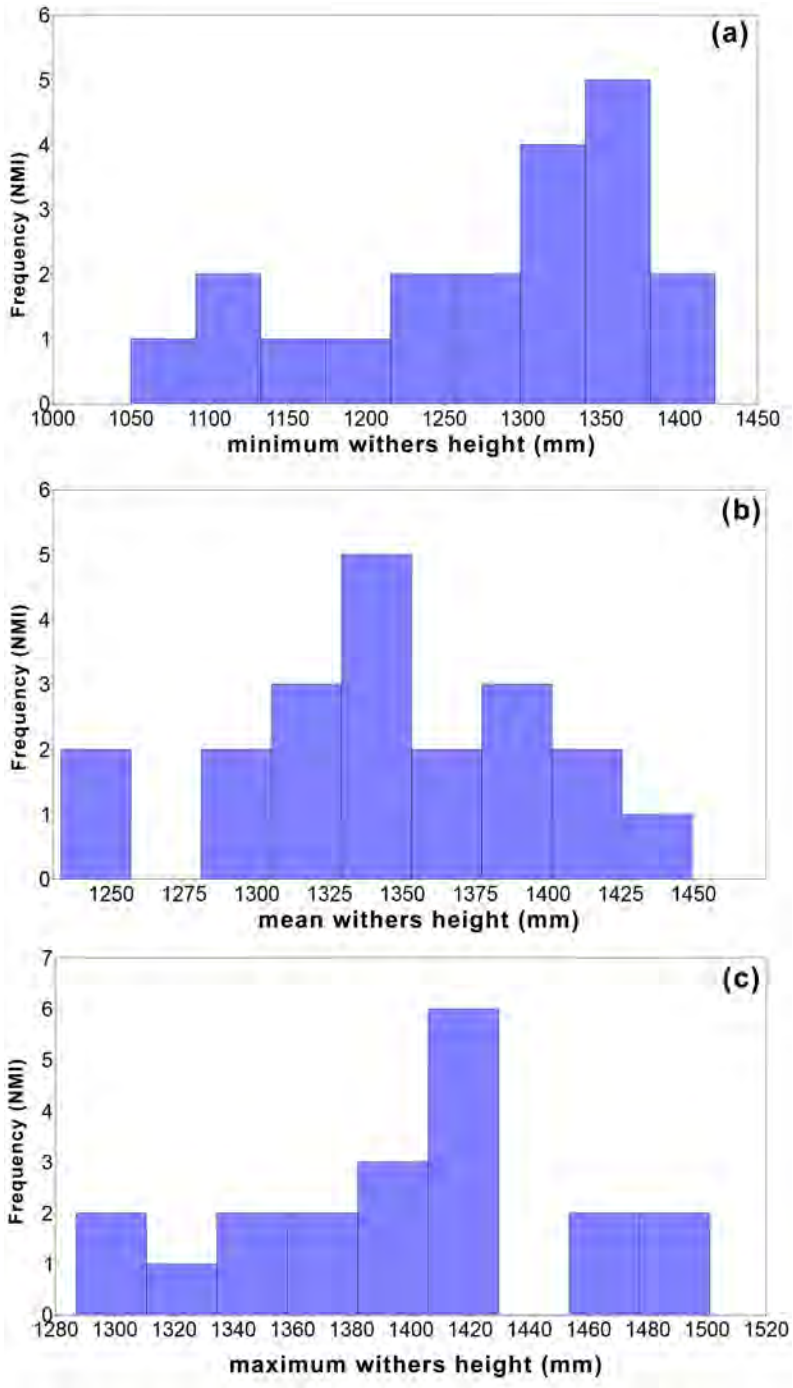 (a)
6
5
4
3
2
1
0
Frequency (NMI)
1000 1050 1100 1150 1200 1250 1300 1350 1400 1450
minimum withers height (mm)
(b)
6
5
4
3
2
1
0
Frequency (NMI)
1250 1275 1300 1325 1350 1375 1400 1425 1450
mean withers height (mm)
(c)
7
6
5
4
3
2
1
0
Frequency (NMI)
1280 1300 1320 1340 1360 1380 1400 1420 1440 1460 1480 1500 1520
maximum withers height (mm)